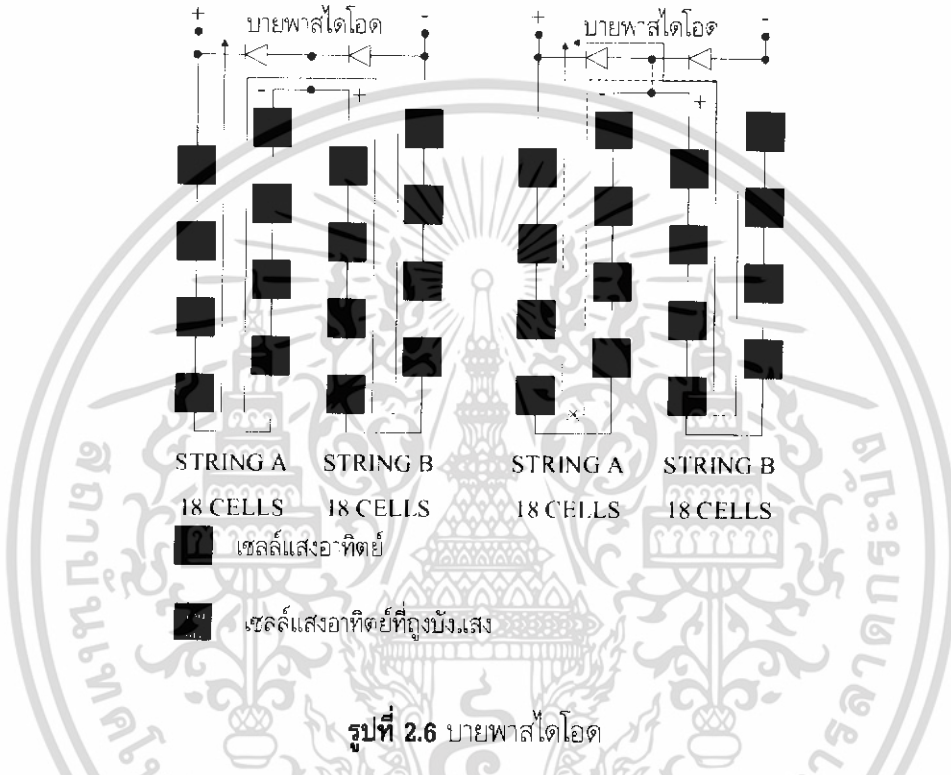 + - + -
บายพาสไดโอด บายพาสไดโอด
- + - +
STRING A STRING B STRING A STRING B
18 CELLS 18 CELLS 18 CELLS 18 CELLS
เซลล์แสงอาทิตย์
เซลล์แสงอาทิตย์ที่ถูงบังแสง
รูปที่ 2.6 บายพาสไดโอด